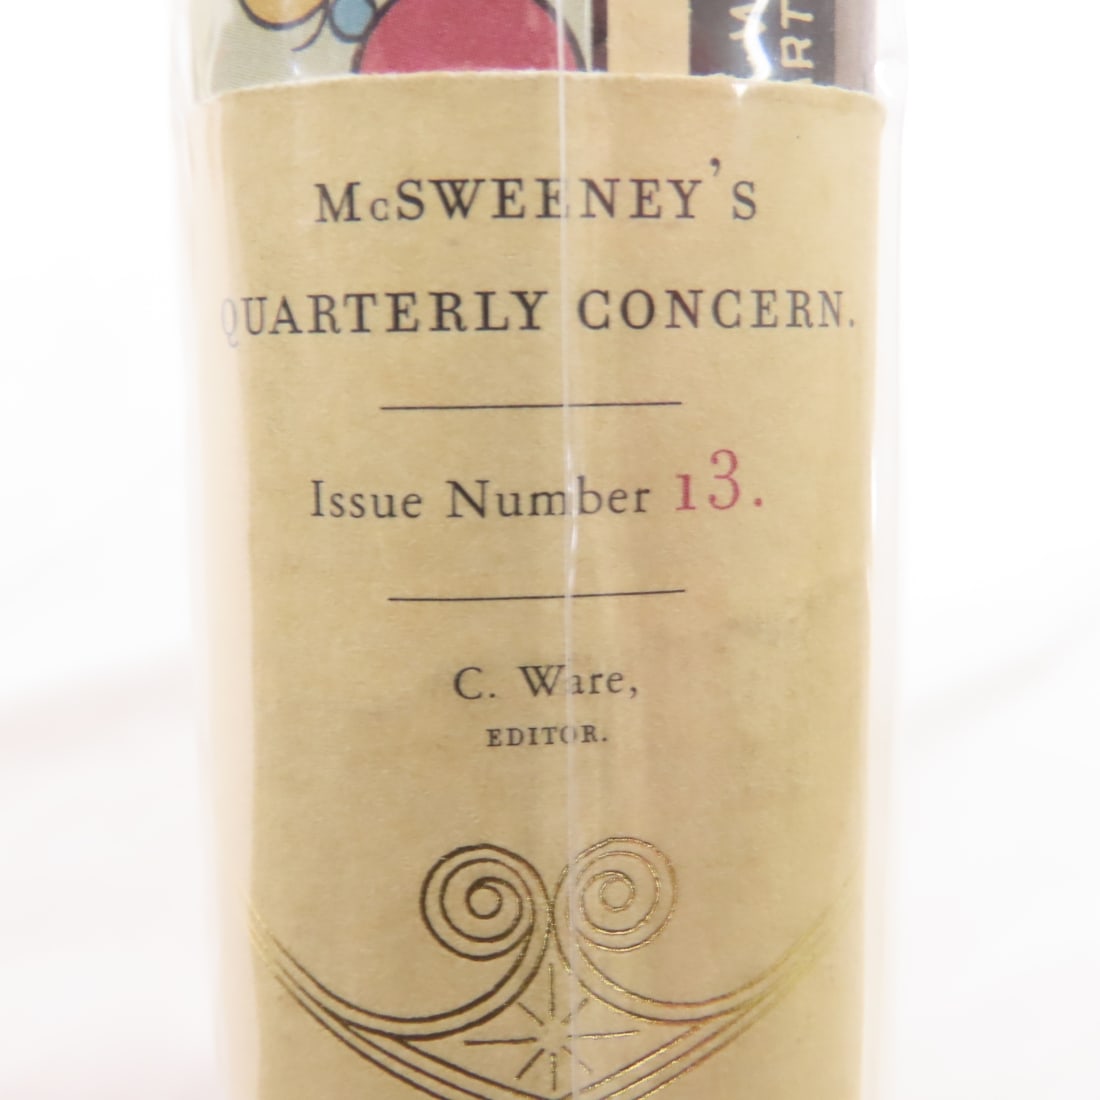 McSWEENEY'S
QUARTERLY CONCERN.
Issue Number 13.
C. Ware,
EDITOR.